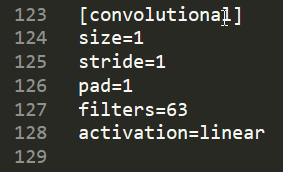 123 [convolutional]
124 size=1
125 stride=1
126 pad=1
127 filters=63
128 activation=linear
129